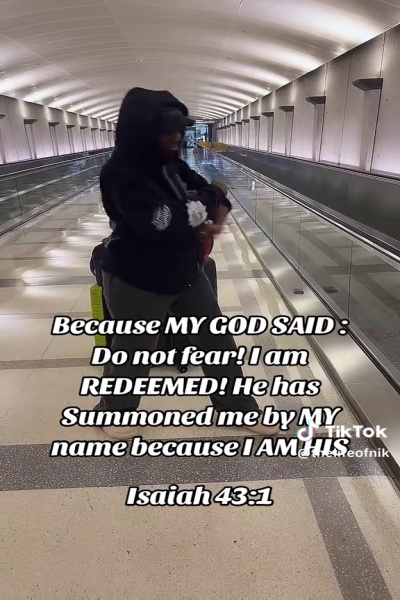 Because MY GOD SAID :
Do not fear! I am
REDEEMED! He has
Summoned me by MY
name because I AM HIS
TikTok
@thelifeofnik
Isaiah 43:1